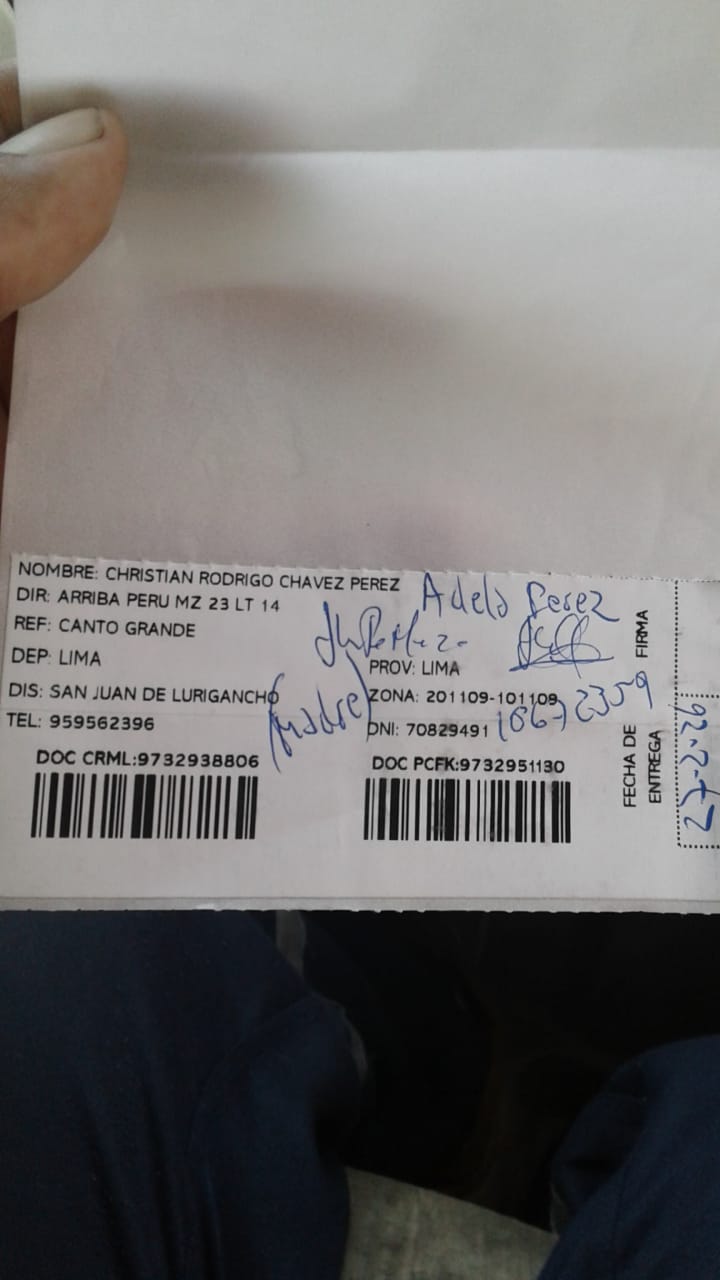 NOMBRE: CHRISTIAN RODRIGO CHAVEZ PEREZ
DIR: ARRIBA PERU MZ 23 LT 14
REF: CANTO GRANDE
DEP: LIMA
PROV: LIMA
DIS: SAN JUAN DE LURIGANCHO
ZONA: 201109-101109
TEL: 959562396
DNI: 70829491
Perez
(madre)
DOC CRML:9732938806
DOC PCFK:9732951130
FIRMA
FECHA DE
ENTREGA